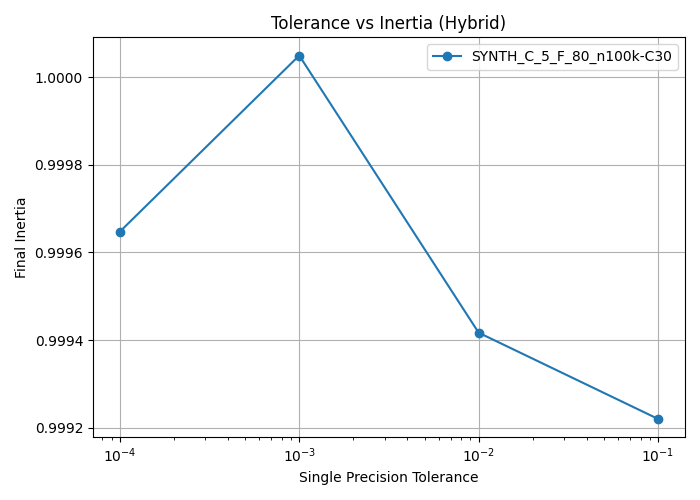 Tolerance vs Inertia (Hybrid)
SYNTH_C_5_F_80_n100k-C30
Final Inertia
1.0000
0.9998
0.9996
0.9994
0.9992
10⁻⁴
10⁻³
10⁻²
10⁻¹
Single Precision Tolerance